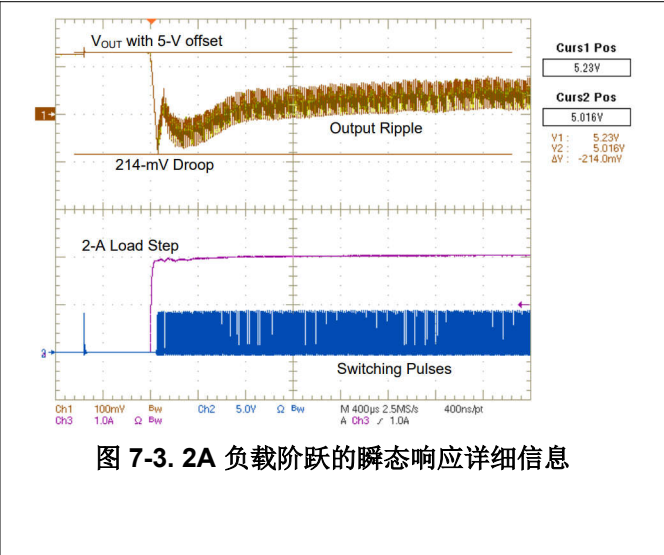 VOUT with 5-V offset
Curs1 Pos
5.23V
Curs2 Pos
5.016V
1
Output Ripple
V1 : 5.23V
V2 : 5.016V
ΔV : -214.0mV
214-mV Droop
2-A Load Step
Switching Pulses
Ch1 100mV Bw Ch2 5.0V Ω Bw M 400µs 2.5MS/s 400ns/pt
Ch3 1.0A Ω Bw A Ch3 ∕ 1.0A
图 7-3. 2A 负载阶跃的瞬态响应详细信息